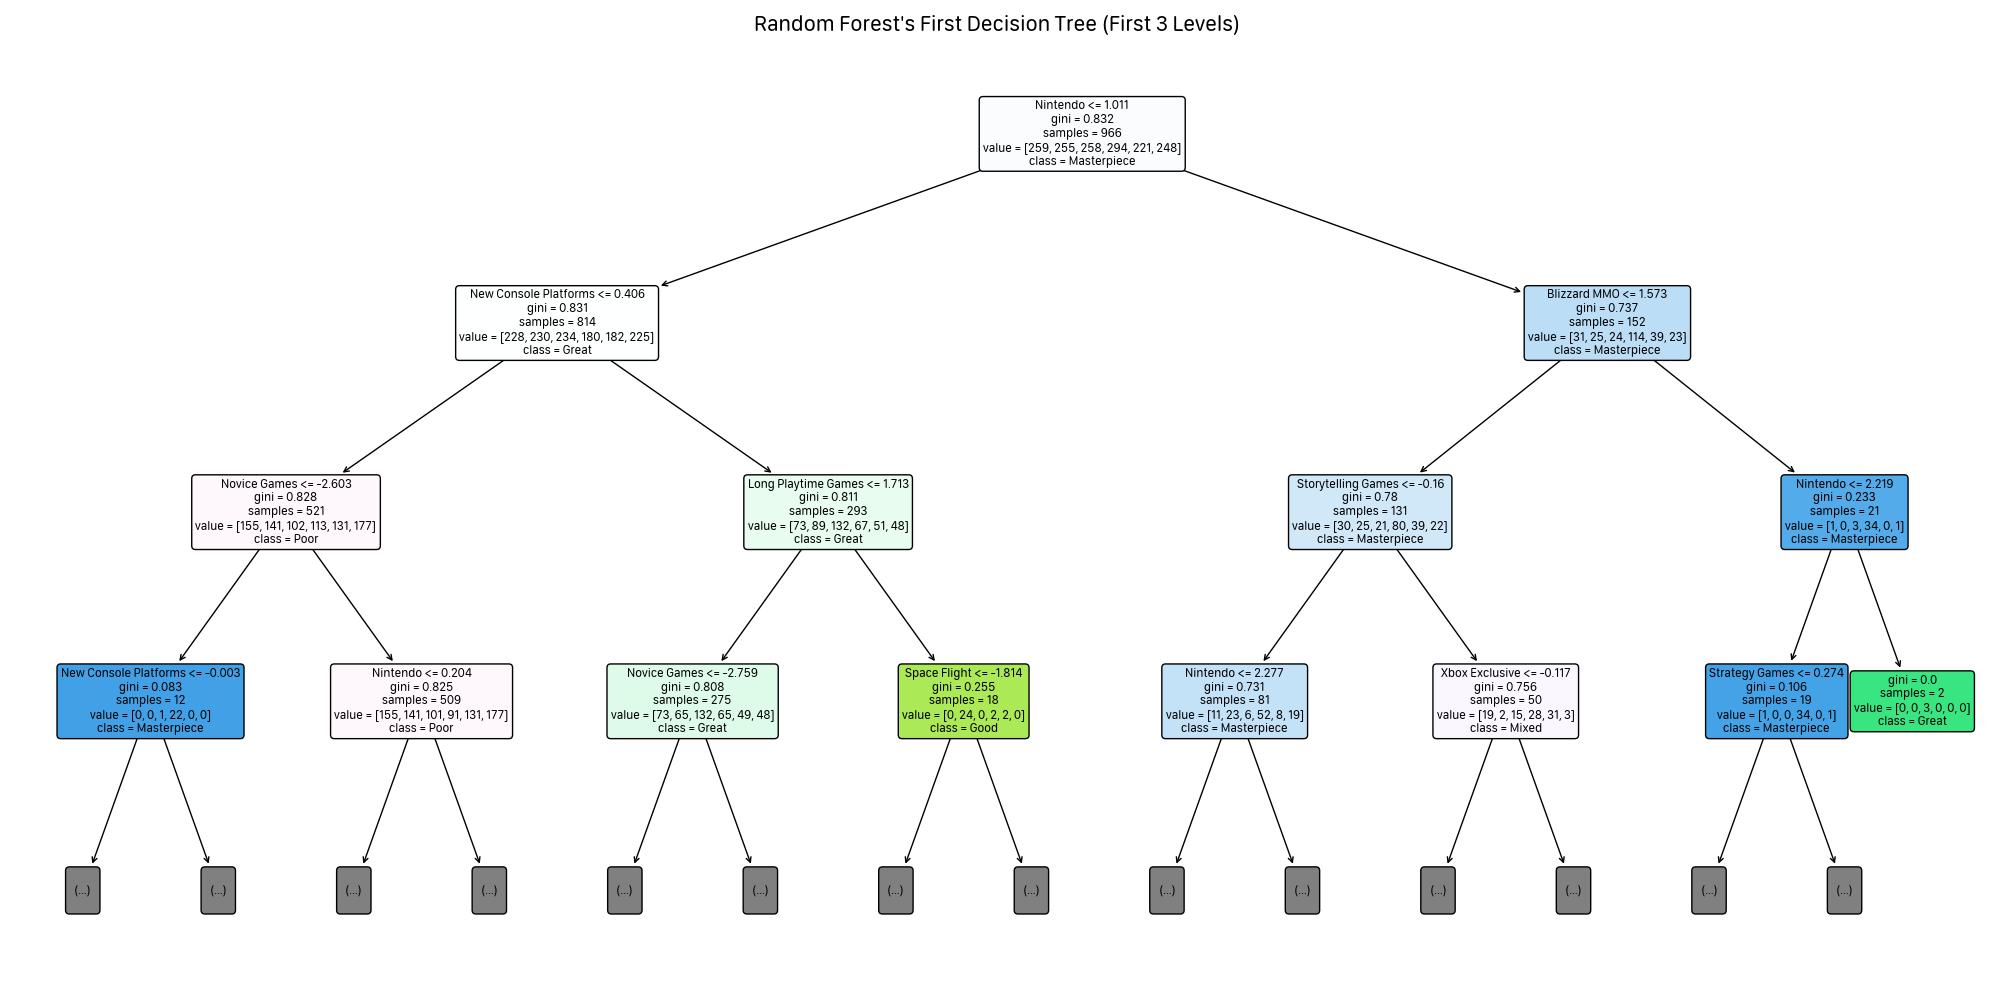 Random Forest's First Decision Tree (First 3 Levels)
Nintendo <= 1.011
gini = 0.832
samples = 966
value = [259, 255, 258, 294, 221, 248]
class = Masterpiece
New Console Platforms <= 0.406
gini = 0.831
samples = 814
value = [228, 230, 234, 180, 182, 225]
class = Great
Blizzard MMO <= 1.573
gini = 0.737
samples = 152
value = [31, 25, 24, 114, 39, 23]
class = Masterpiece
Novice Games <= -2.603
gini = 0.828
samples = 521
value = [155, 141, 102, 113, 131, 177]
class = Poor
Long Playtime Games <= 1.713
gini = 0.811
samples = 293
value = [73, 89, 132, 67, 51, 48]
class = Great
Storytelling Games <= -0.16
gini = 0.78
samples = 131
value = [30, 25, 21, 80, 39, 22]
class = Masterpiece
Nintendo <= 2.219
gini = 0.233
samples = 21
value = [1, 0, 3, 34, 0, 1]
class = Masterpiece
New Console Platforms <= -0.003
gini = 0.083
samples = 12
value = [0, 0, 1, 22, 0, 0]
class = Masterpiece
Nintendo <= 0.204
gini = 0.825
samples = 509
value = [155, 141, 101, 91, 131, 177]
class = Poor
Novice Games <= -2.759
gini = 0.808
samples = 275
value = [73, 65, 132, 65, 49, 48]
class = Great
Space Flight <= -1.814
gini = 0.255
samples = 18
value = [0, 24, 0, 2, 2, 0]
class = Good
Nintendo <= 2.277
gini = 0.731
samples = 81
value = [11, 23, 6, 52, 8, 19]
class = Masterpiece
Xbox Exclusive <= -0.117
gini = 0.756
samples = 50
value = [19, 2, 15, 28, 31, 3]
class = Mixed
Strategy Games <= 0.274
gini = 0.106
samples = 19
value = [1, 0, 0, 34, 0, 1]
class = Masterpiece
gini = 0.0
samples = 2
value = [0, 0, 3, 0, 0, 0]
class = Great
(...)
(...)
(...)
(...)
(...)
(...)
(...)
(...)
(...)
(...)
(...)
(...)
(...)
(...)